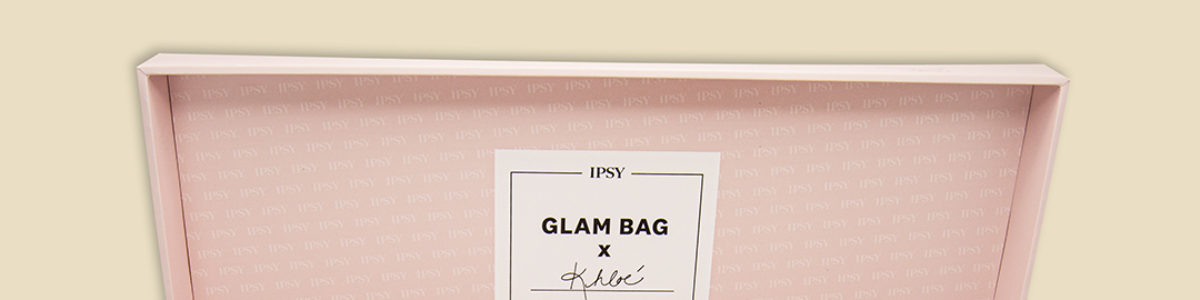 IPSY
GLAM BAG
x
Khloé